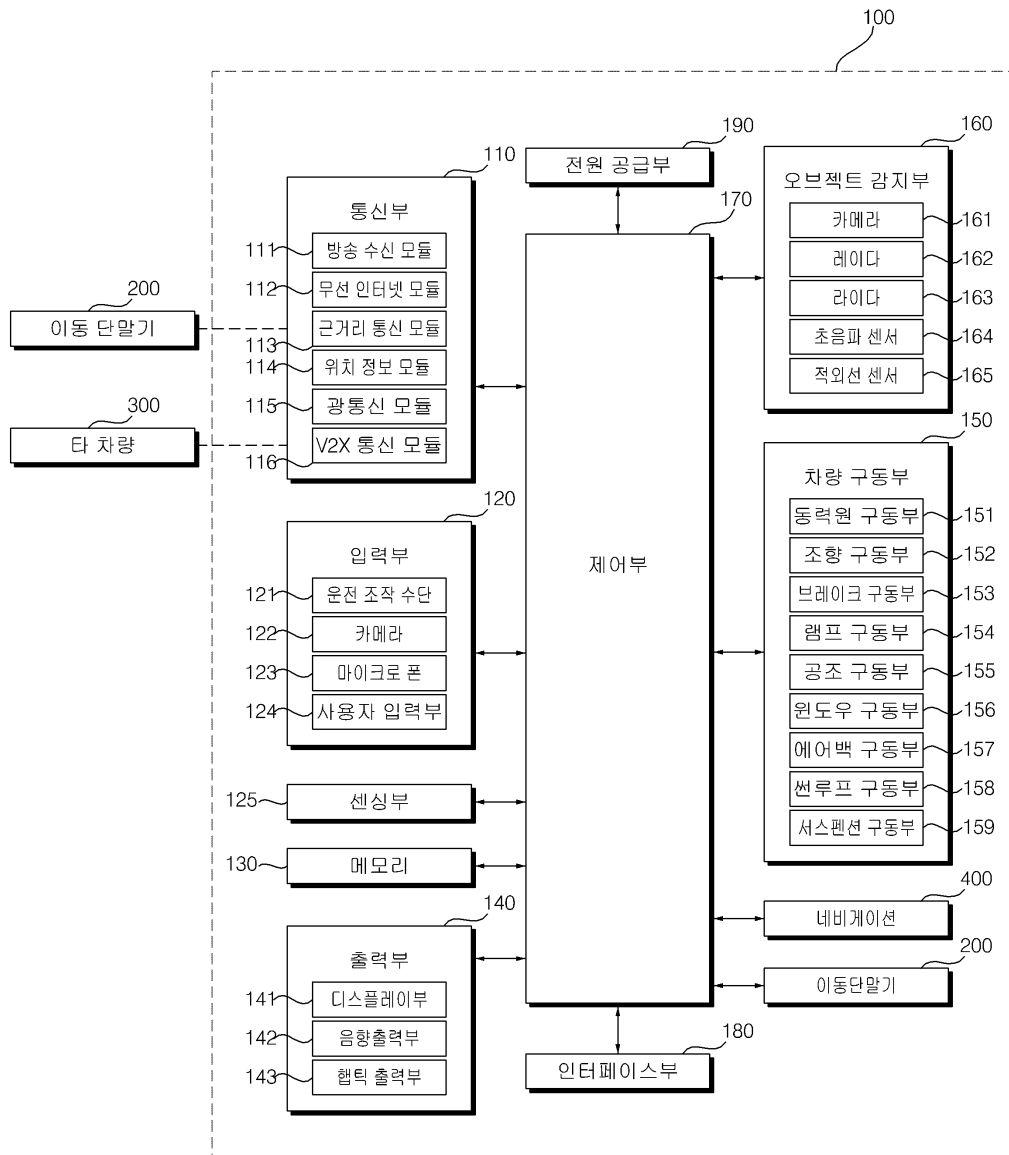 100
190
전원 공급부
160
오브젝트 감지부
카메라 161
레이다 162
라이다 163
초음파 센서 164
적외선 센서 165
110
통신부
111 방송 수신 모듈
112 무선 인터넷 모듈
근거리 통신 모듈
113
114 위치 정보 모듈
115 광통신 모듈
V2X 통신 모듈
116
200
이동 단말기
300
타 차량
170
제어부
120
입력부
121 운전 조작 수단
122 카메라
123 마이크로 폰
124 사용자 입력부
150
차량 구동부
동력원 구동부 151
조향 구동부 152
브레이크 구동부 153
램프 구동부 154
공조 구동부 155
윈도우 구동부 156
에어백 구동부 157
썬루프 구동부 158
서스펜션 구동부 159
125 센싱부
130 메모리
140
출력부
141 디스플레이부
142 음향출력부
143 햅틱 출력부
400
네비게이션
200
이동단말기
180
인터페이스부